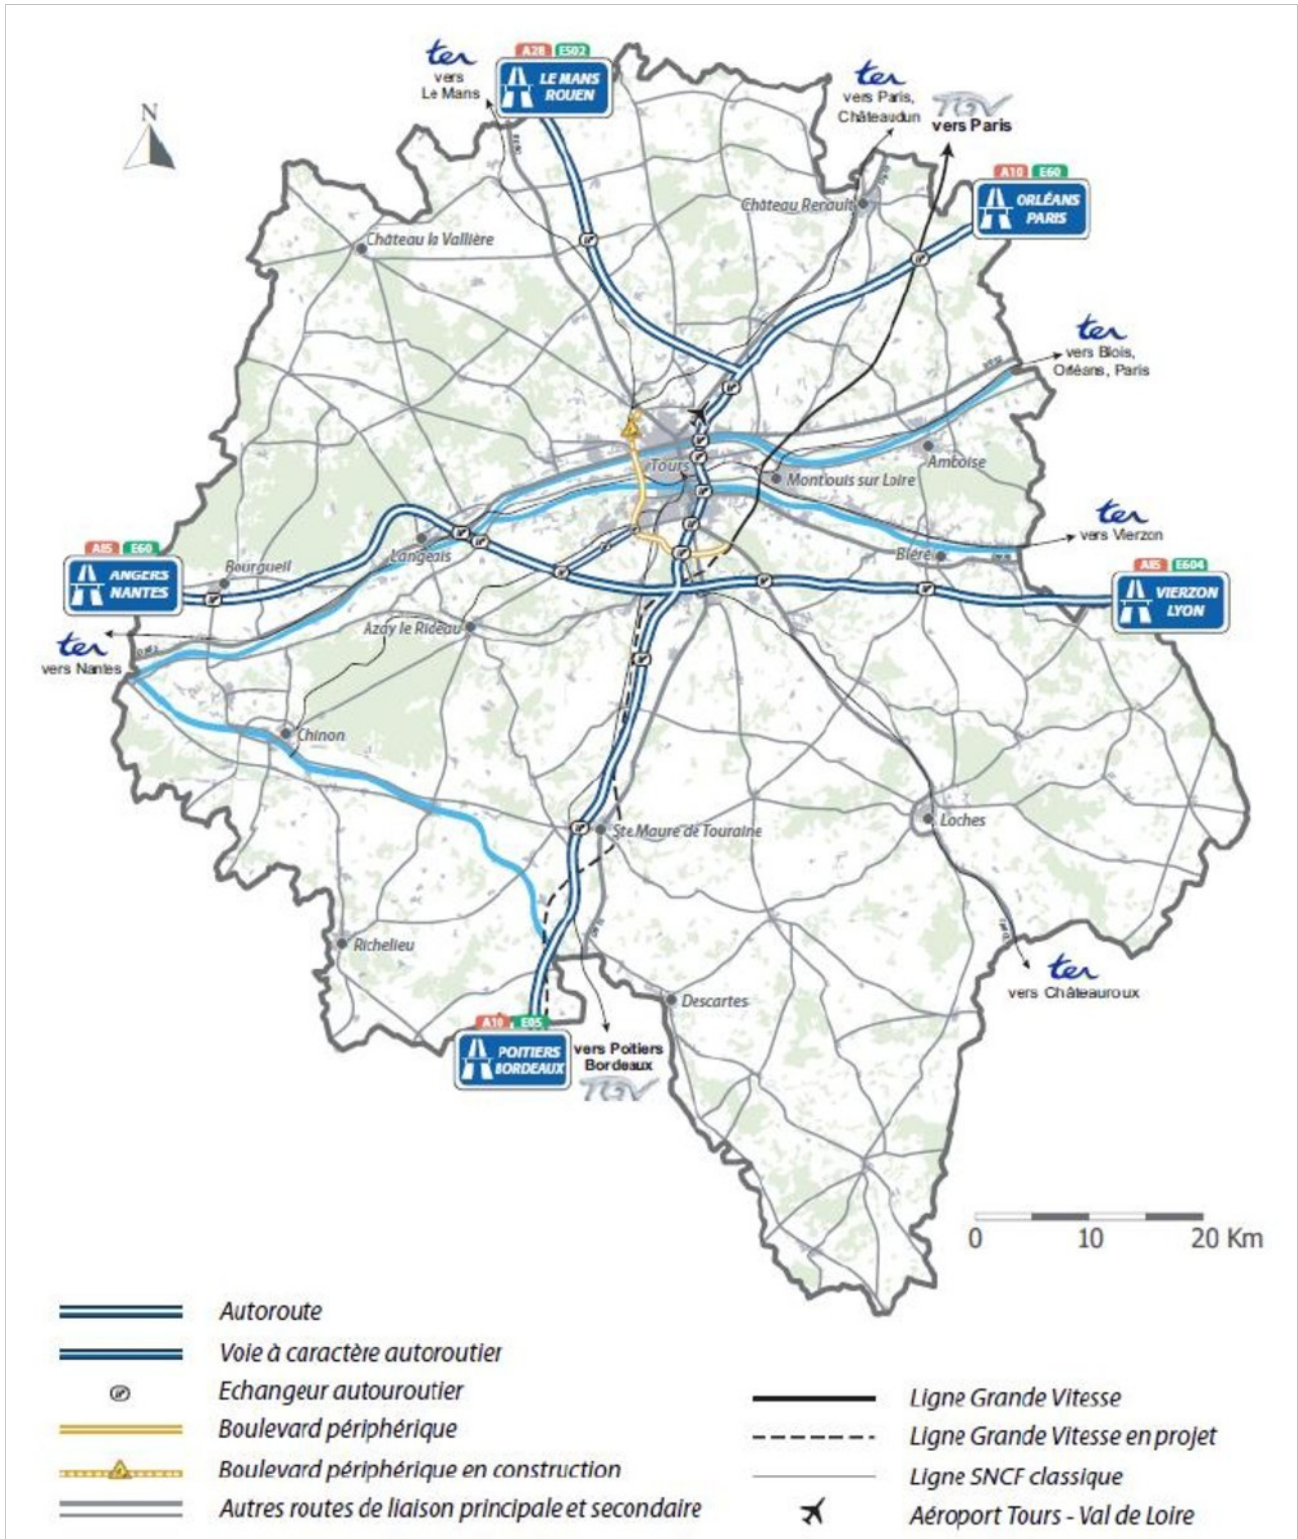 A28 E502
LE MANS
ROUEN
ter
vers
Le Mans
ter
vers Paris,
Châteaudun
TGV
vers Paris
N
A10 E60
ORLÉANS
PARIS
Château Renault
Château la Vallière
ter
vers Blois,
Orléans, Paris
Amboise
Tours
Montlouis sur Loire
ter
vers Vierzon
Langeais
Bléré
A85 E60
ANGERS
NANTES
Bourgueil
A85 E604
VIERZON
LYON
Azay le Rideau
ter
vers Nantes
Chinon
Ste Maure de Touraine
Loches
Richelieu
ter
vers Châteauroux
Descartes
A10 E05
POITIERS
BORDEAUX
vers Poitiers
Bordeaux
TGV
0 10 20 Km
Autoroute
Voie à caractère autoroutier
Echangeur autouroutier
Boulevard périphérique
Boulevard périphérique en construction
Autres routes de liaison principale et secondaire
Ligne Grande Vitesse
Ligne Grande Vitesse en projet
Ligne SNCF classique
Aéroport Tours - Val de Loire